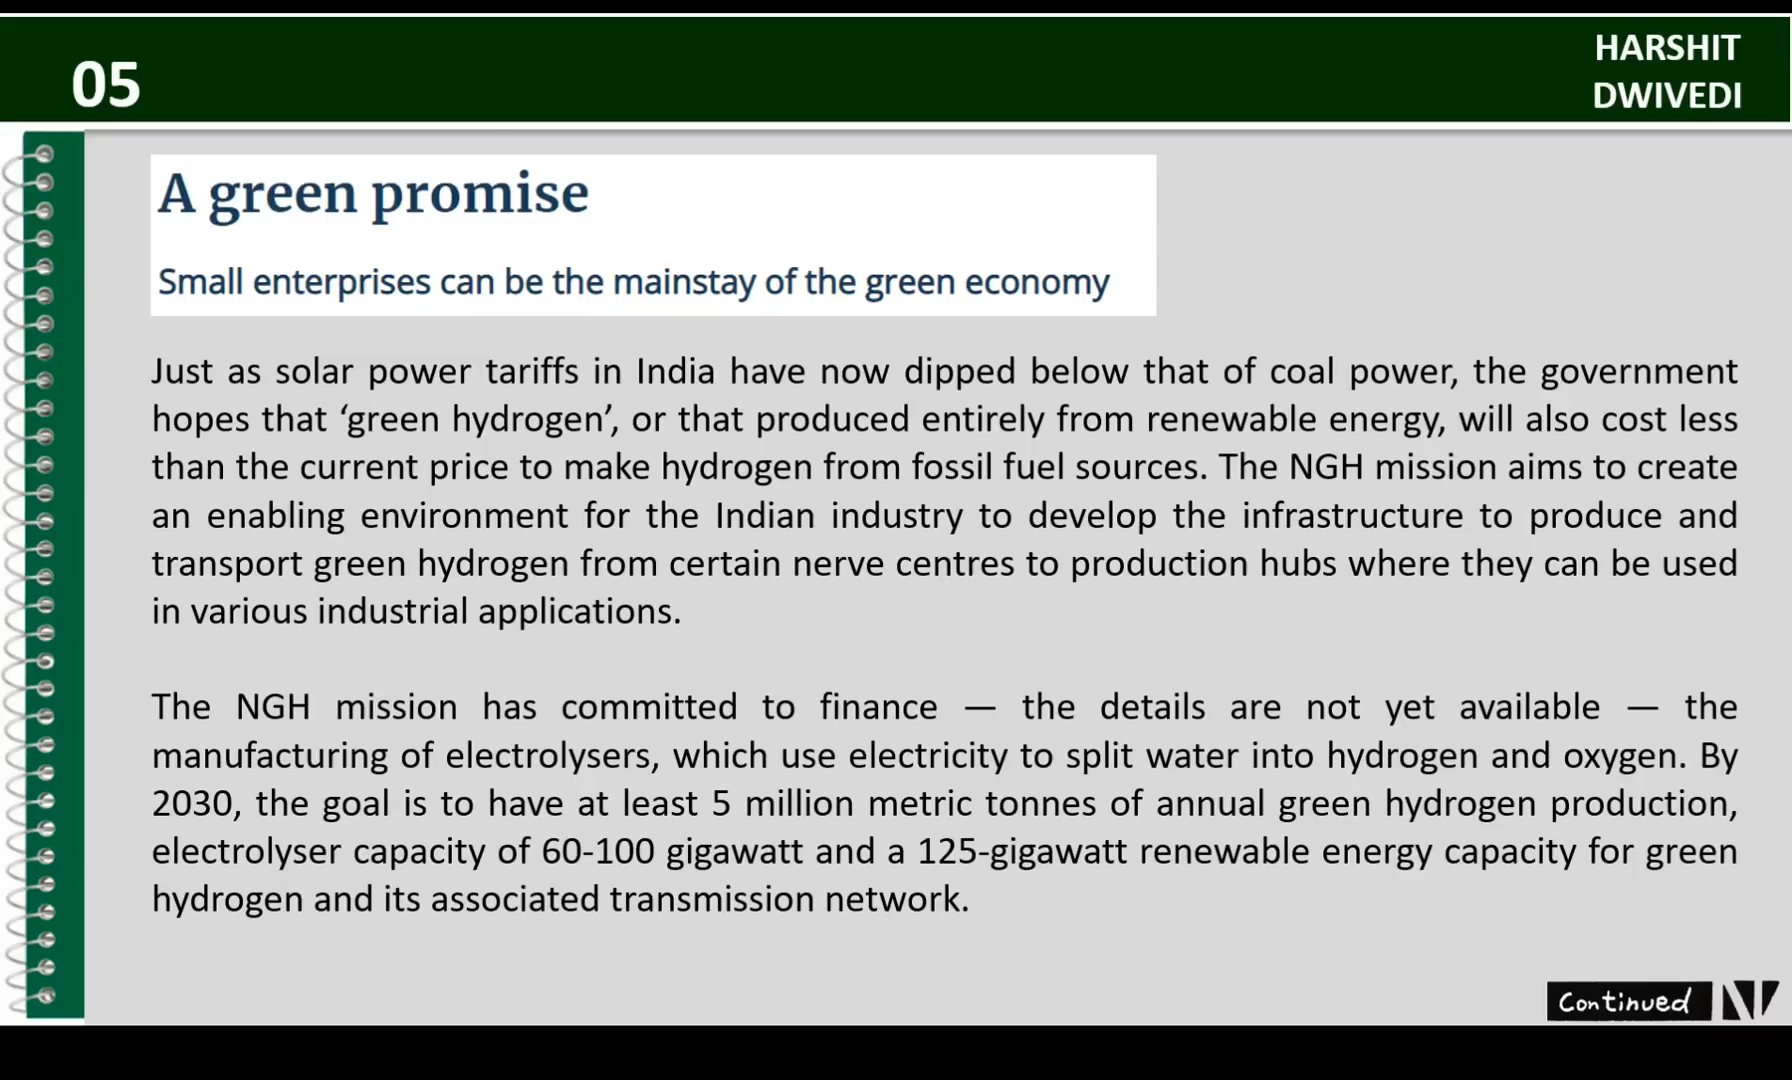 05
HARSHIT
DWIVEDI
A green promise
Small enterprises can be the mainstay of the green economy
Just as solar power tariffs in India have now dipped below that of coal power, the government
hopes that ‘green hydrogen’, or that produced entirely from renewable energy, will also cost less
than the current price to make hydrogen from fossil fuel sources. The NGH mission aims to create
an enabling environment for the Indian industry to develop the infrastructure to produce and
transport green hydrogen from certain nerve centres to production hubs where they can be used
in various industrial applications.
The NGH mission has committed to finance — the details are not yet available — the
manufacturing of electrolysers, which use electricity to split water into hydrogen and oxygen. By
2030, the goal is to have at least 5 million metric tonnes of annual green hydrogen production,
electrolyser capacity of 60-100 gigawatt and a 125-gigawatt renewable energy capacity for green
hydrogen and its associated transmission network.
Continued